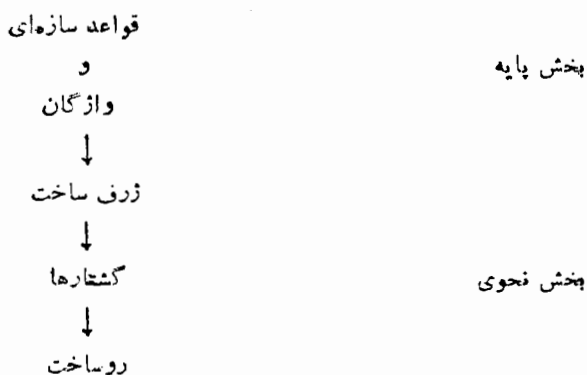 قواعد سازه‌ای
بخش پایه
و
واژگان
↓
ژرف ساخت
↓
بخش نحوی
گشتارها
↓
روساخت